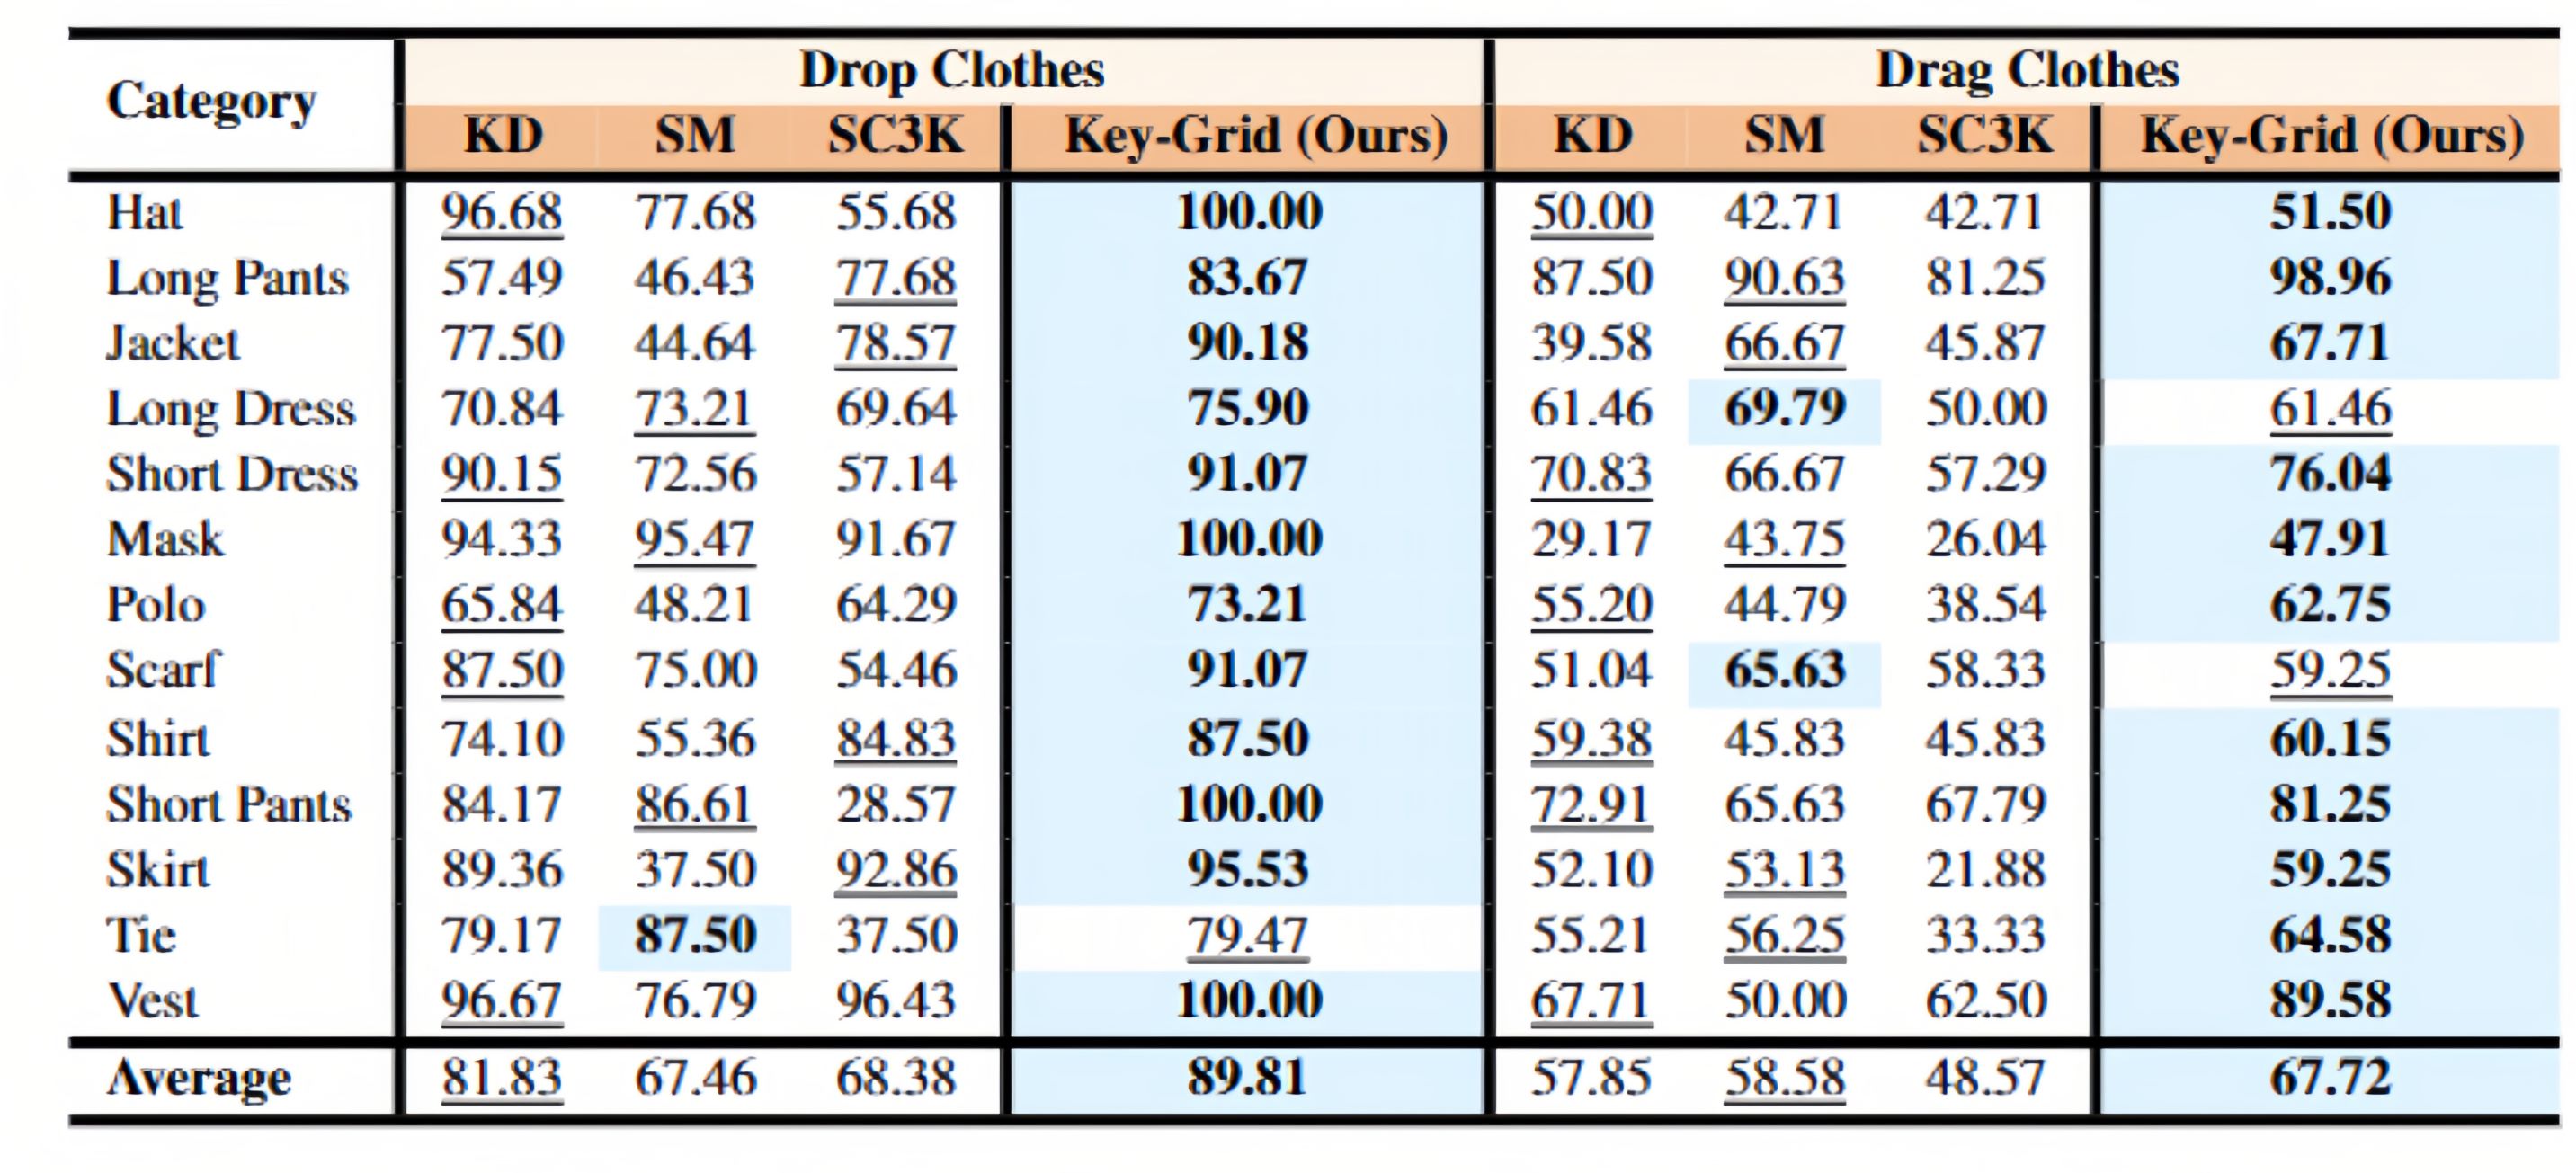 Category Drop Clothes Drag Clothes
KD SM SC3K Key-Grid (Ours) KD SM SC3K Key-Grid (Ours)
Hat 96.68 77.68 55.68 100.00 50.00 42.71 42.71 51.50
Long Pants 57.49 46.43 77.68 83.67 87.50 90.63 81.25 98.96
Jacket 77.50 44.64 78.57 90.18 39.58 66.67 45.87 67.71
Long Dress 70.84 73.21 69.64 75.90 61.46 69.79 50.00 61.46
Short Dress 90.15 72.56 57.14 91.07 70.83 66.67 57.29 76.04
Mask 94.33 95.47 91.67 100.00 29.17 43.75 26.04 47.91
Polo 65.84 48.21 64.29 73.21 55.20 44.79 38.54 62.75
Scarf 87.50 75.00 54.46 91.07 51.04 65.63 58.33 59.25
Shirt 74.10 55.36 84.83 87.50 59.38 45.83 45.83 60.15
Short Pants 84.17 86.61 28.57 100.00 72.91 65.63 67.79 81.25
Skirt 89.36 37.50 92.86 95.53 52.10 53.13 21.88 59.25
Tie 79.17 87.50 37.50 79.47 55.21 56.25 33.33 64.58
Vest 96.67 76.79 96.43 100.00 67.71 50.00 62.50 89.58
Average 81.83 67.46 68.38 89.81 57.85 58.58 48.57 67.72